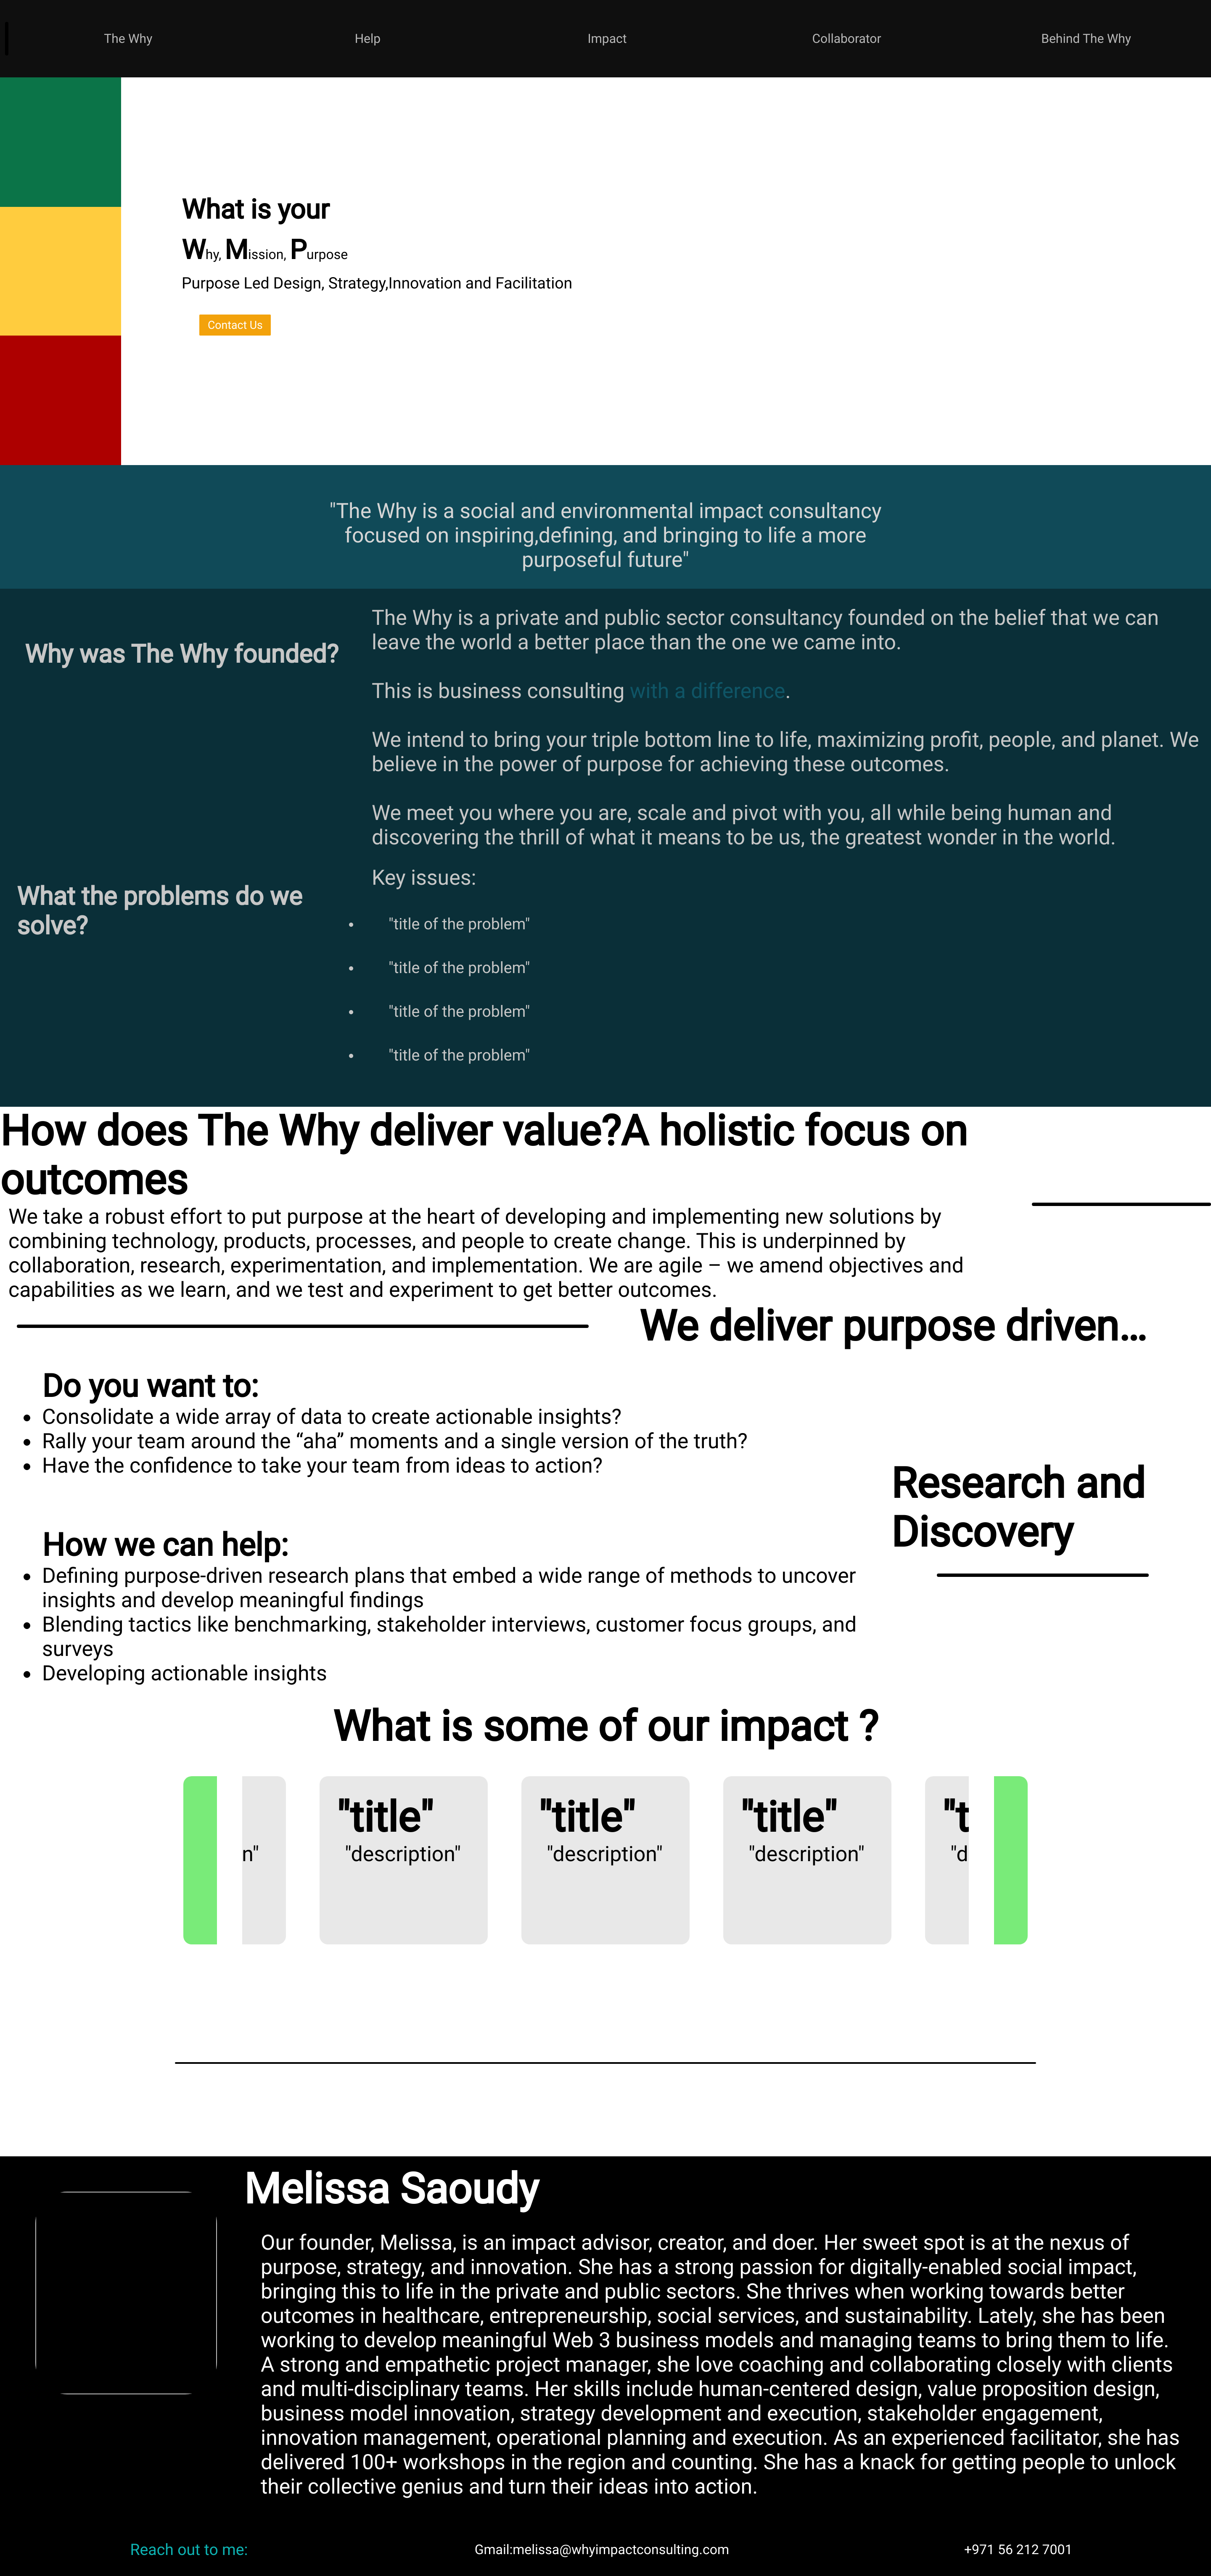 The Why
Help
Impact
Collaborator
Behind The Why
What is your
Why, Mission, Purpose
Purpose Led Design, Strategy,Innovation and Facilitation
Contact Us
"The Why is a social and environmental impact consultancy
focused on inspiring,defining, and bringing to life a more
purposeful future"
Why was The Why founded?
The Why is a private and public sector consultancy founded on the belief that we can
leave the world a better place than the one we came into.
This is business consulting with a difference.
We intend to bring your triple bottom line to life, maximizing profit, people, and planet. We
believe in the power of purpose for achieving these outcomes.
We meet you where you are, scale and pivot with you, all while being human and
discovering the thrill of what it means to be us, the greatest wonder in the world.
What the problems do we
solve?
Key issues:
• "title of the problem"
• "title of the problem"
• "title of the problem"
• "title of the problem"
How does The Why deliver value?A holistic focus on
outcomes
We take a robust effort to put purpose at the heart of developing and implementing new solutions by
combining technology, products, processes, and people to create change. This is underpinned by
collaboration, research, experimentation, and implementation. We are agile – we amend objectives and
capabilities as we learn, and we test and experiment to get better outcomes.
We deliver purpose driven...
Do you want to:
• Consolidate a wide array of data to create actionable insights?
• Rally your team around the “aha” moments and a single version of the truth?
• Have the confidence to take your team from ideas to action?
Research and
Discovery
How we can help:
• Defining purpose-driven research plans that embed a wide range of methods to uncover
insights and develop meaningful findings
• Blending tactics like benchmarking, stakeholder interviews, customer focus groups, and
surveys
• Developing actionable insights
What is some of our impact ?
n"
"title"
"description"
"title"
"description"
"title"
"description"
"t
"d
Melissa Saoudy
Our founder, Melissa, is an impact advisor, creator, and doer. Her sweet spot is at the nexus of
purpose, strategy, and innovation. She has a strong passion for digitally-enabled social impact,
bringing this to life in the private and public sectors. She thrives when working towards better
outcomes in healthcare, entrepreneurship, social services, and sustainability. Lately, she has been
working to develop meaningful Web 3 business models and managing teams to bring them to life.
A strong and empathetic project manager, she love coaching and collaborating closely with clients
and multi-disciplinary teams. Her skills include human-centered design, value proposition design,
business model innovation, strategy development and execution, stakeholder engagement,
innovation management, operational planning and execution. As an experienced facilitator, she has
delivered 100+ workshops in the region and counting. She has a knack for getting people to unlock
their collective genius and turn their ideas into action.
Reach out to me:
Gmail:melissa@whyimpactconsulting.com
+971 56 212 7001